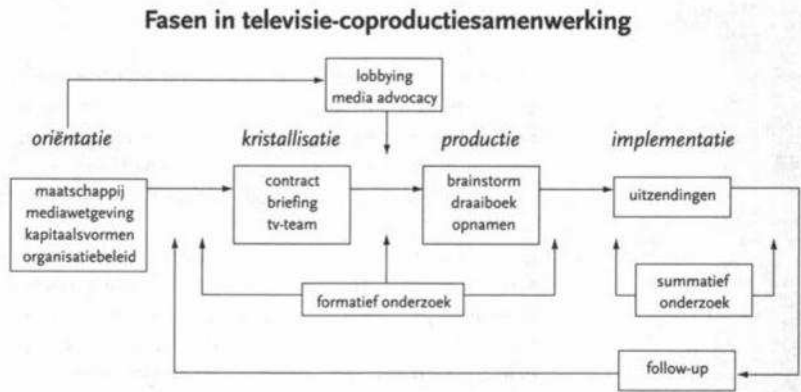 Fasen in televisie-coproductiesamenwerking
lobbying
media advocacy
oriëntatie
kristallisatie
productie
implementatie
maatschappij
mediawetgeving
kapitaalsvormen
organisatiebeleid
contract
briefing
tv-team
brainstorm
draaiboek
opnamen
uitzendingen
formatief onderzoek
summatief
onderzoek
follow-up